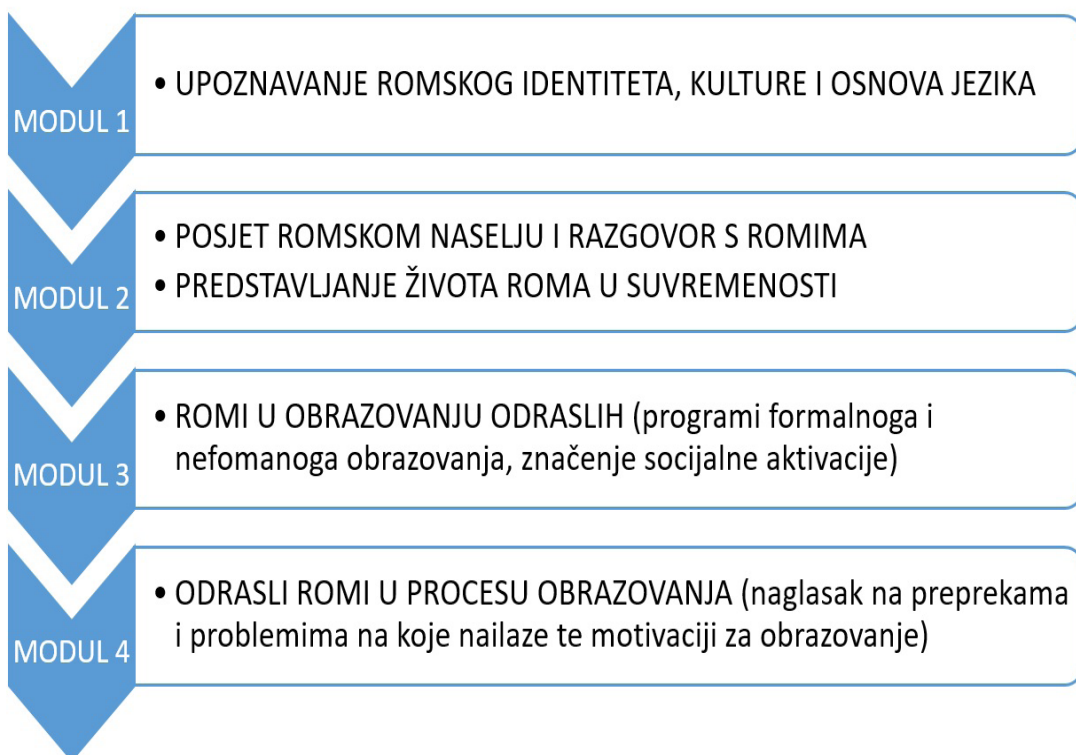 MODUL 1
• UPOZNAVANJE ROMSKOG IDENTITETA, KULTURE I OSNOVA JEZIKA
MODUL 2
• POSJET ROMSKOM NASELJU I RAZGOVOR S ROMIMA
• PREDSTAVLJANJE ŽIVOTA ROMA U SUVREMENOSTI
MODUL 3
• ROMI U OBRAZOVANJU ODRASLIH (programi formalnoga i
nefomanoga obrazovanja, značenje socijalne aktivacije)
MODUL 4
• ODRASLI ROMI U PROCESU OBRAZOVANJA (naglasak na preprekama
i problemima na koje nailaze te motivaciji za obrazovanje)